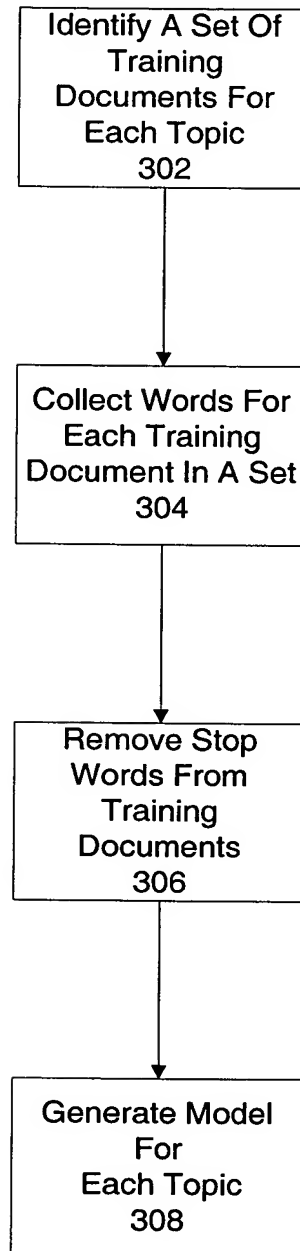 Identify A Set Of
Training
Documents For
Each Topic
302
Collect Words For
Each Training
Document In A Set
304
Remove Stop
Words From
Training
Documents
306
Generate Model
For
Each Topic
308